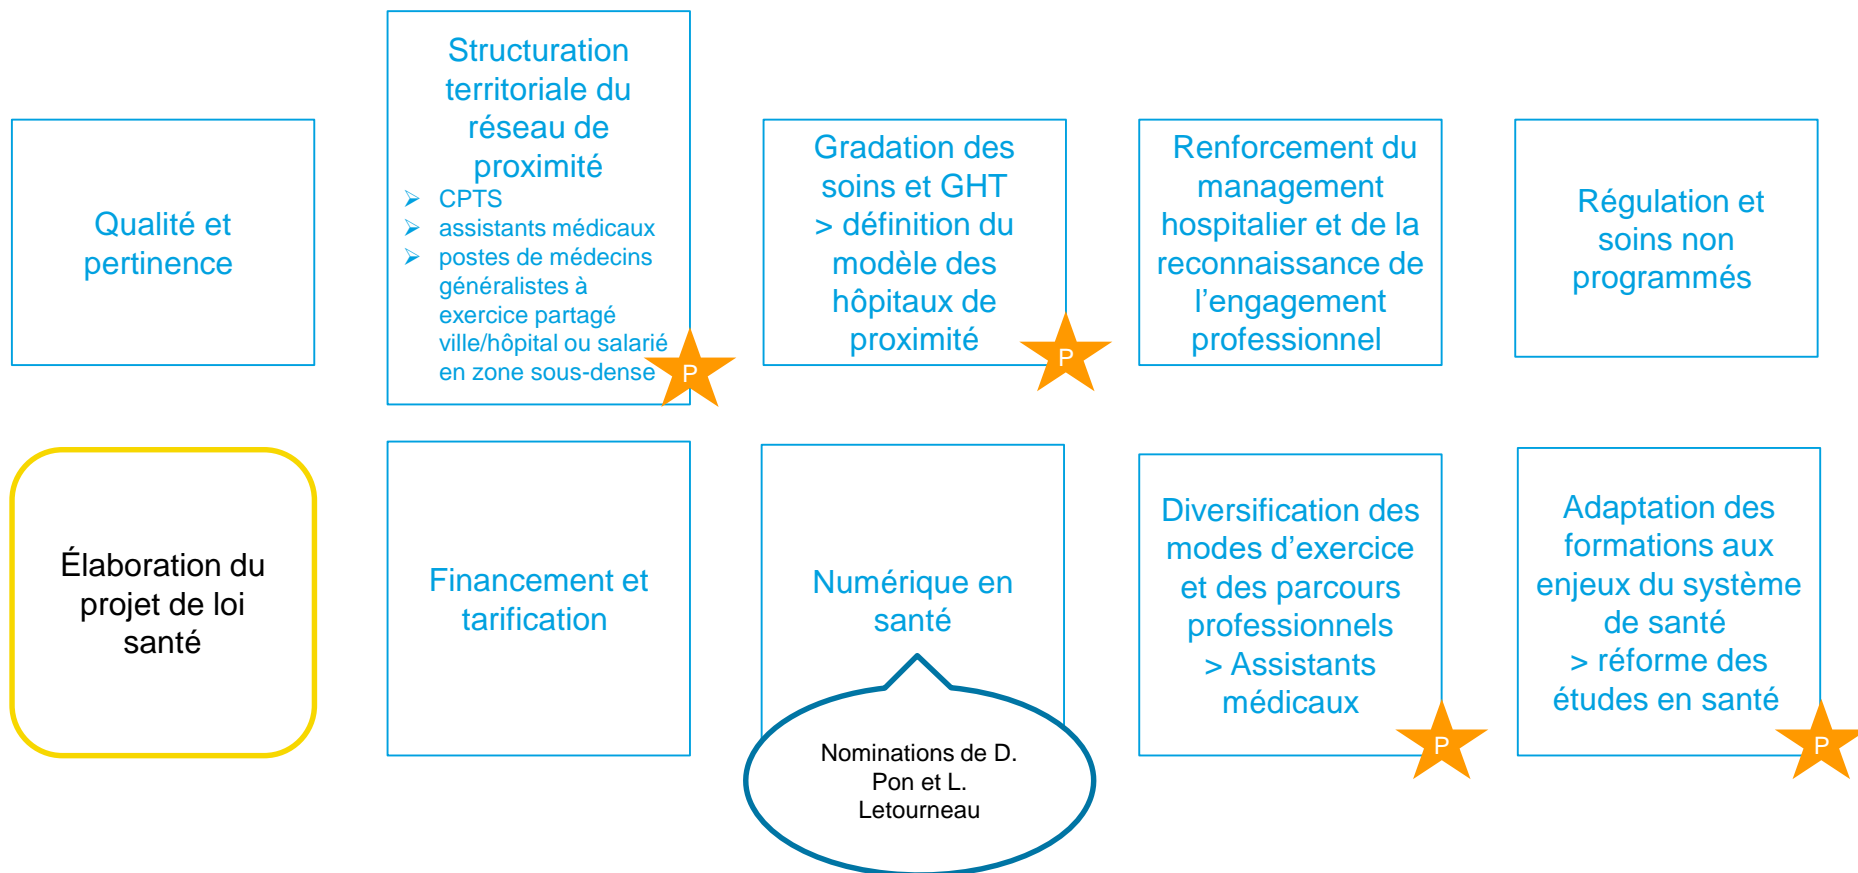 Qualité et
pertinence
Structuration
territoriale du
réseau de
proximité
➢ CPTS
➢ assistants médicaux
➢ postes de médecins
généralistes à
exercice partagé
ville/hôpital ou salarié
en zone sous-dense
P
Gradation des
soins et GHT
> définition du
modèle des
hôpitaux de
proximité
P
Renforcement du
management
hospitalier et de la
reconnaissance de
l’engagement
professionnel
Régulation et
soins non
programmés
Élaboration du
projet de loi
santé
Financement et
tarification
Numérique en
santé
Nominations de D.
Pon et L.
Letourneau
Diversification des
modes d’exercice
et des parcours
professionnels
> Assistants
médicaux
P
Adaptation des
formations aux
enjeux du système
de santé
> réforme des
études en santé
P